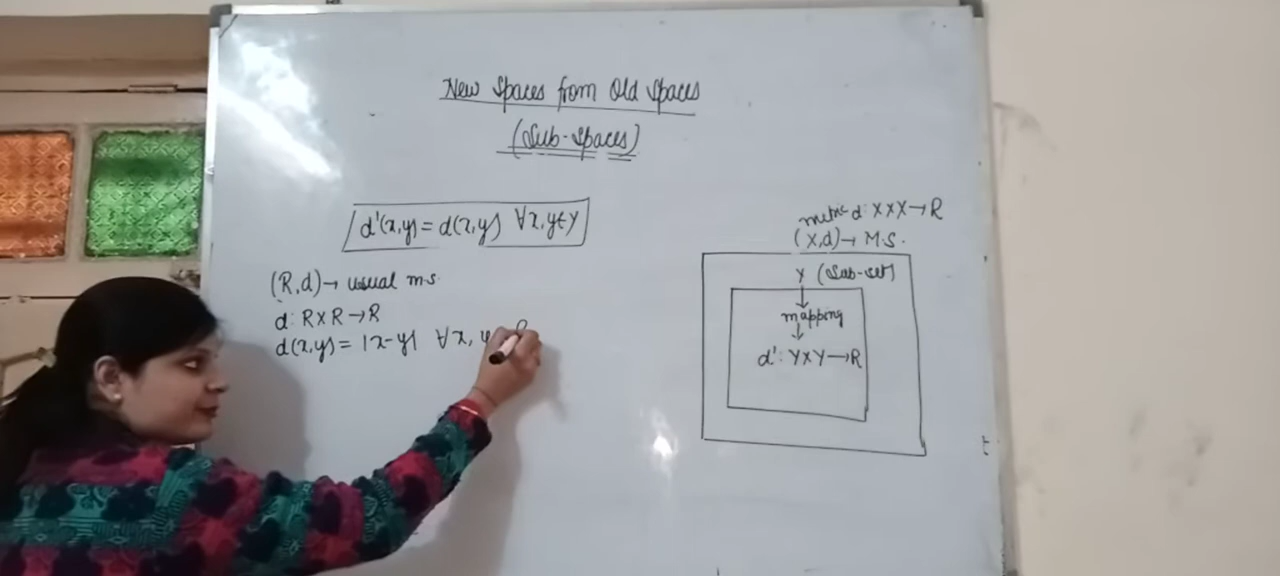 New Spaces from Old Spaces
(Sub-Spaces)
d'(x,y) = d(x,y) ∀x,y∈Y
(R,d)→ usual m.s.
d: R×R→R
d(x,y)= |x-y| ∀x,
metric d: X×X→R
(X,d)→ M.S.
Y (Sub-set)
↓
mapping
↓
d': Y×Y→R
t